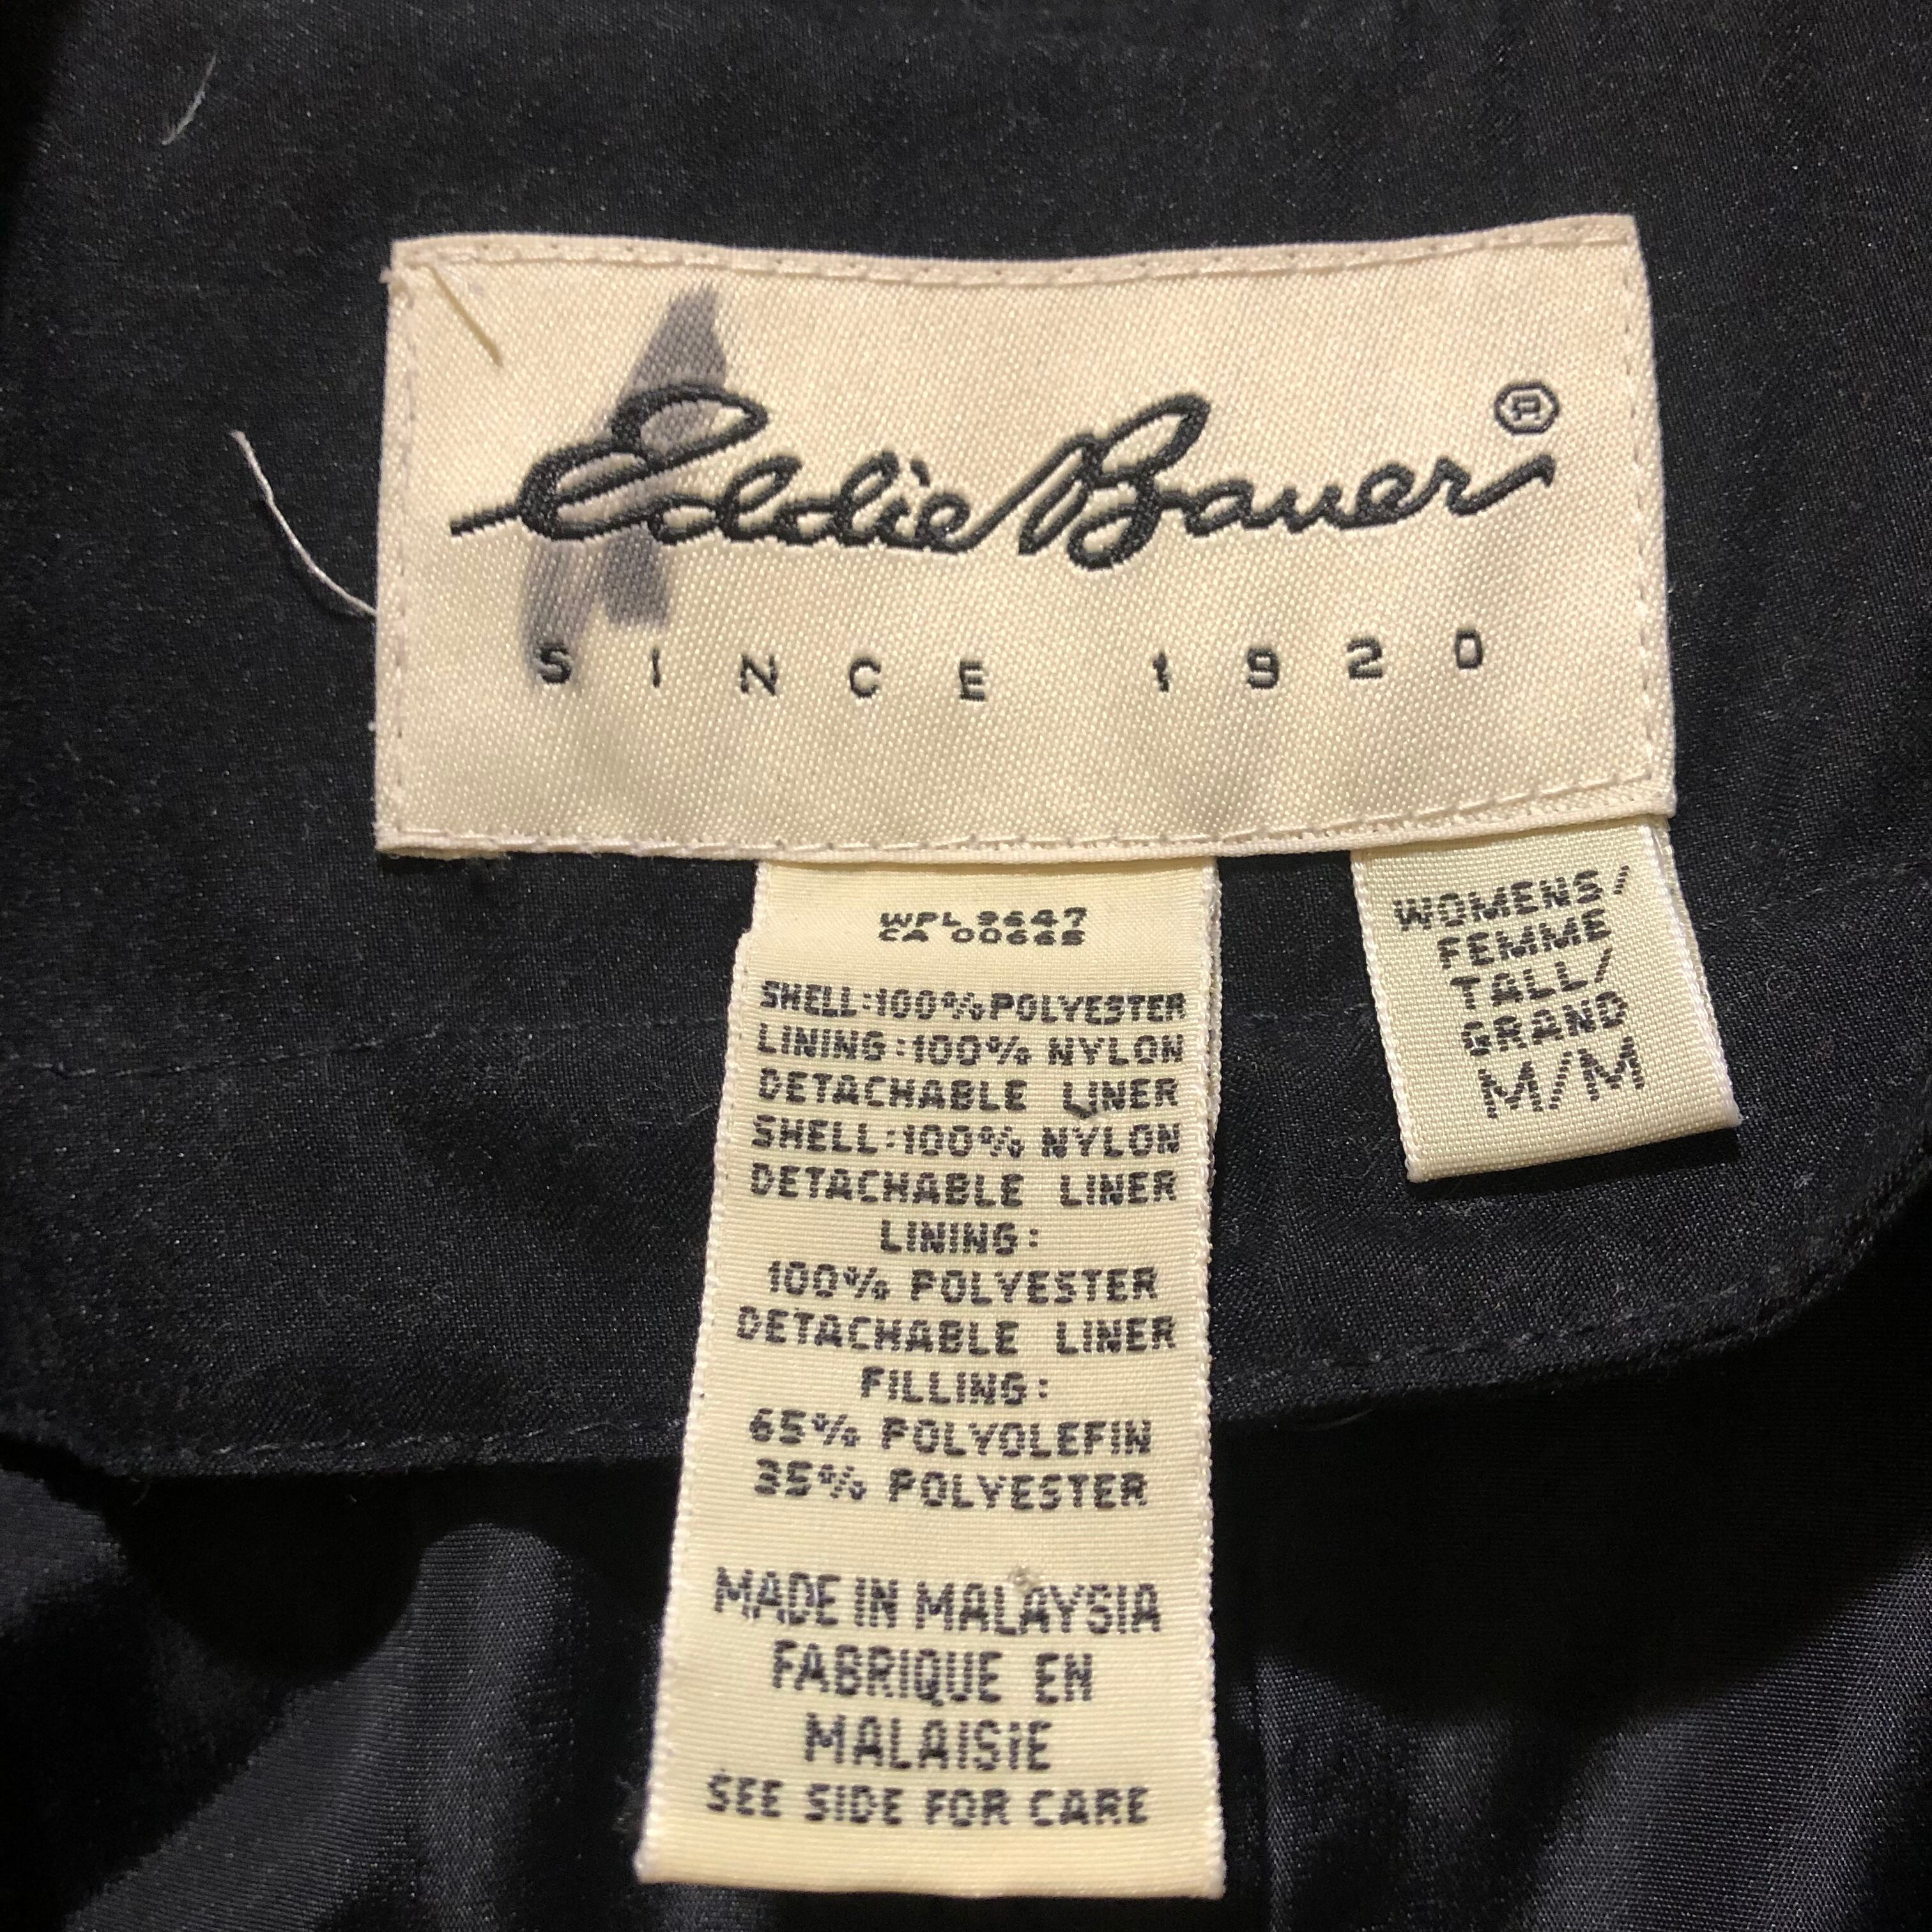 Eddie Bauer®
SINCE 1920
WPL 9647
CA 00665
SHELL:100% POLYESTER
LINING:100% NYLON
DETACHABLE LINER
SHELL:100% NYLON
DETACHABLE LINER
LINING:
100% POLYESTER
DETACHABLE LINER
FILLING:
65% POLYOLEFIN
35% POLYESTER
MADE IN MALAYSIA
FABRIQUE EN
MALAISIE
SEE SIDE FOR CARE
WOMENS/
FEMME
TALL/
GRAND
M/M